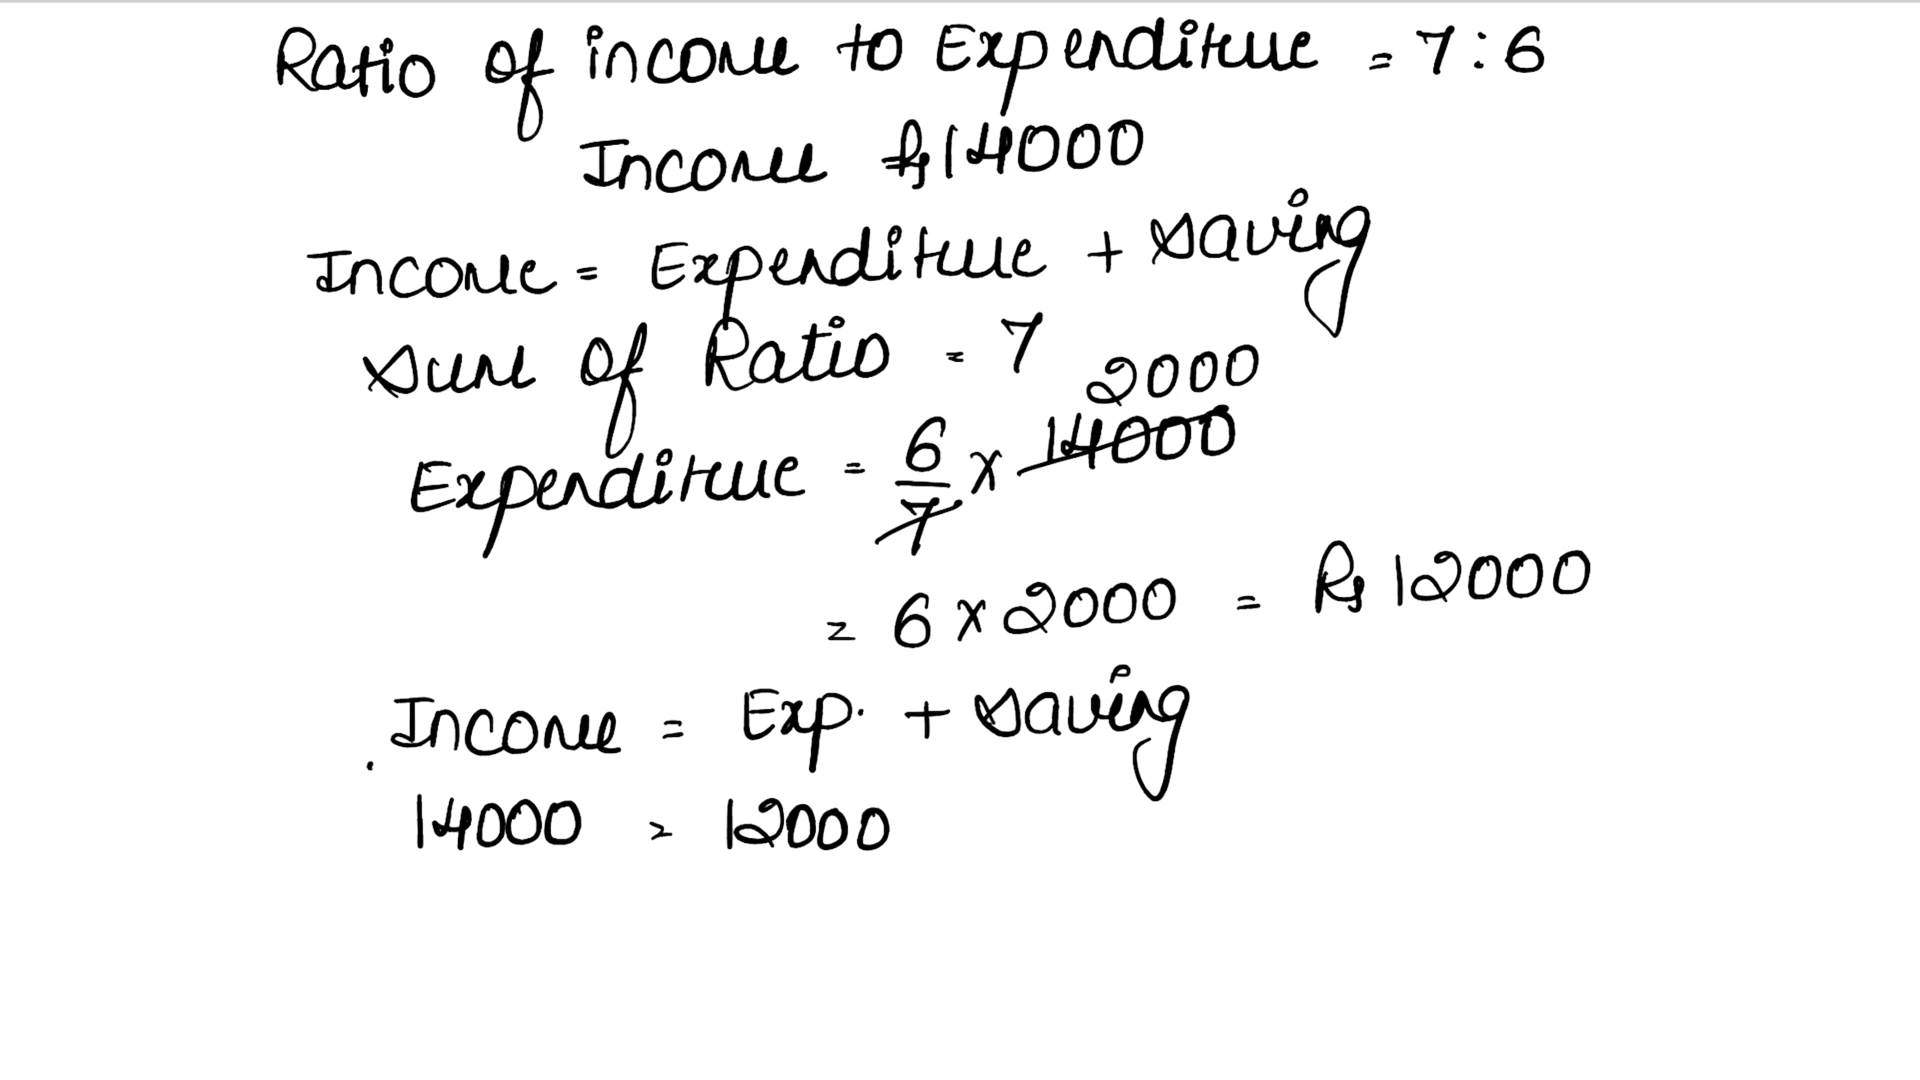 Ratio of income to Expenditure = 7 : 6
Income ₨ 14000
Income = Expenditure + saving
Sum of Ratio = 7
Expenditure = 6/7 x 14000 2000
= 6 x 2000 = ₨ 12000
Income = Exp. + saving
14000 = 12000